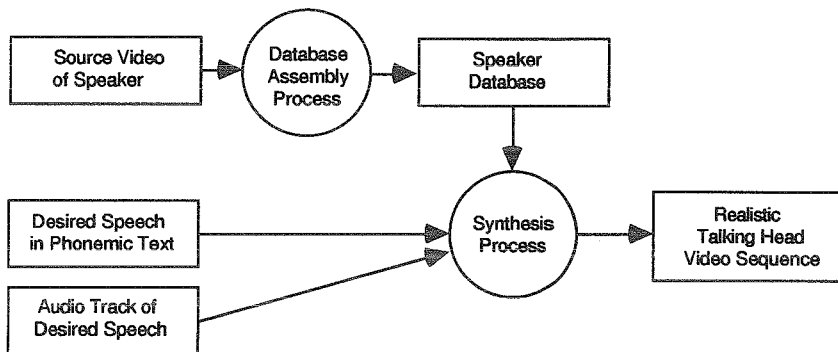 Source Video
of Speaker
Database
Assembly
Process
Speaker
Database
Desired Speech
in Phonemic Text
Synthesis
Process
Realistic
Talking Head
Video Sequence
Audio Track of
Desired Speech